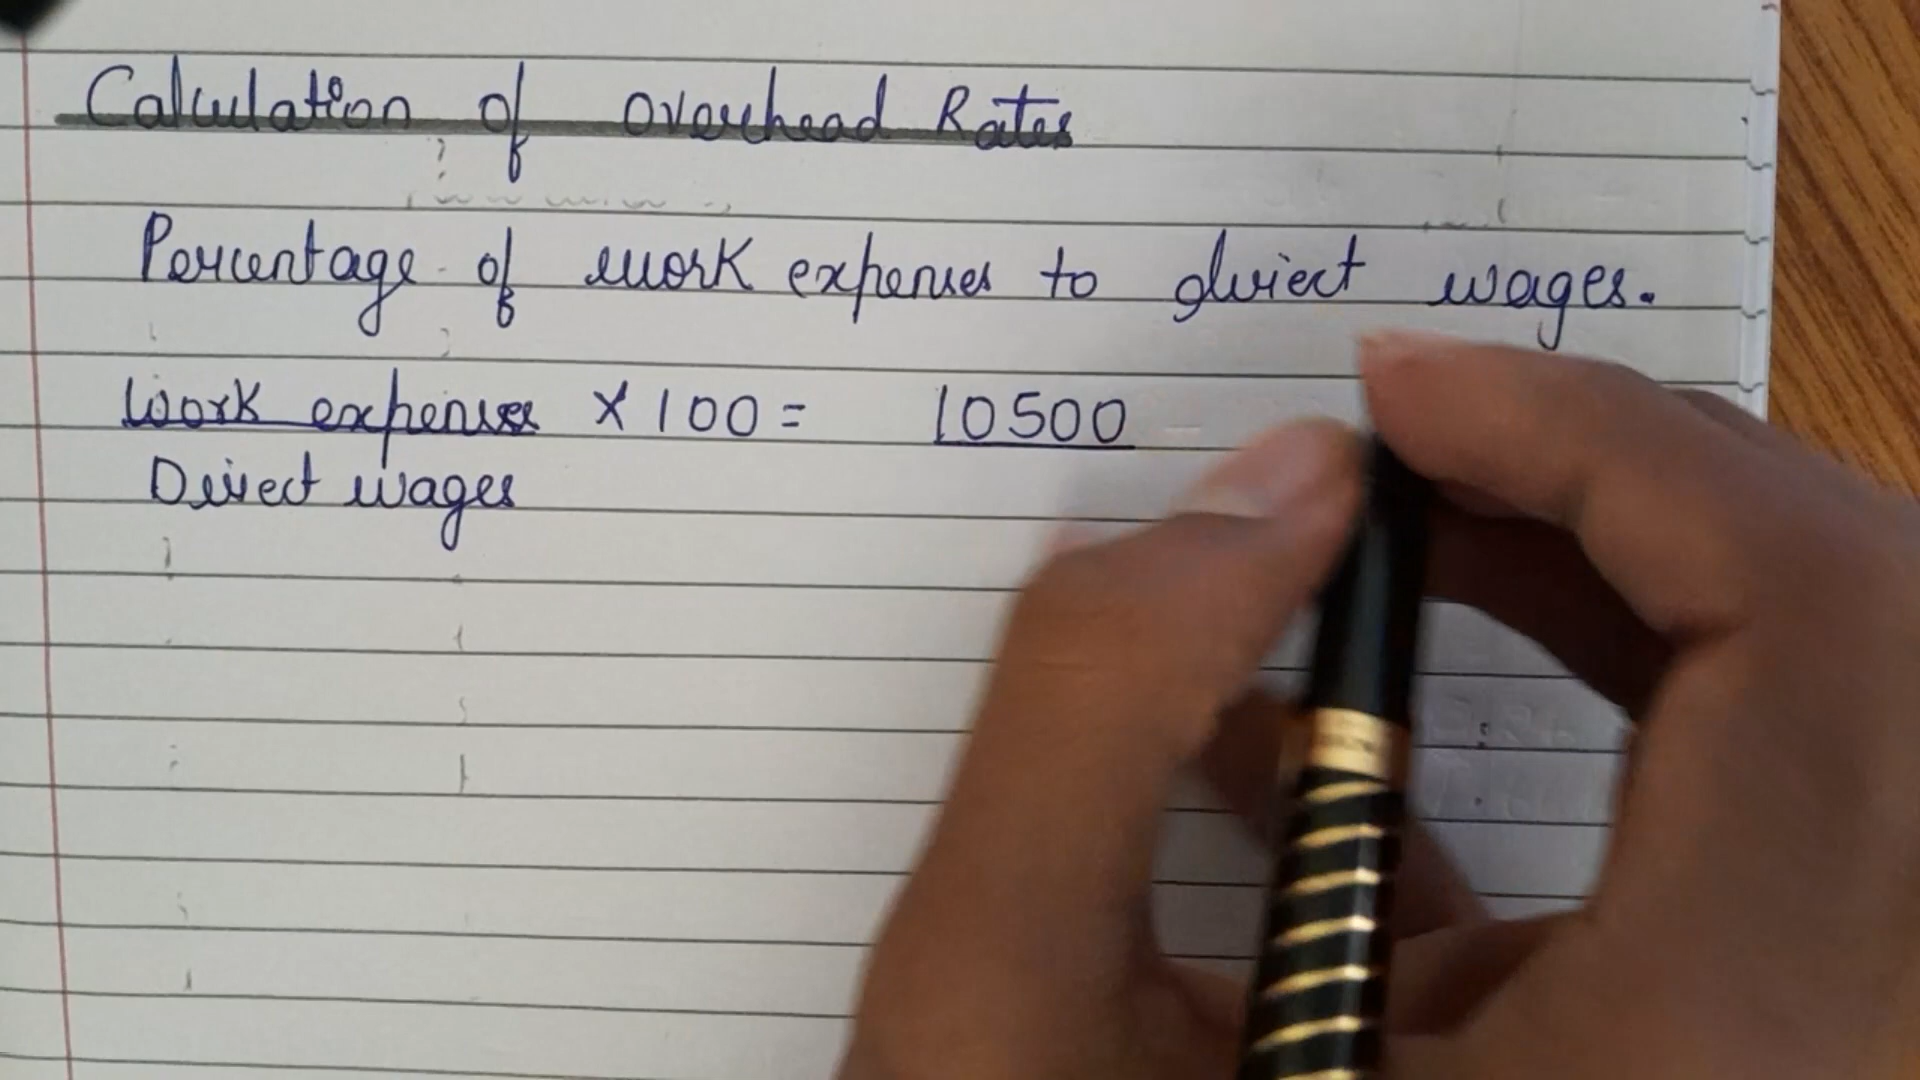 Calculation of overhead Rates
Percentage of work expenses to direct wages.
Work expenses × 100 = 10500
Direct wages